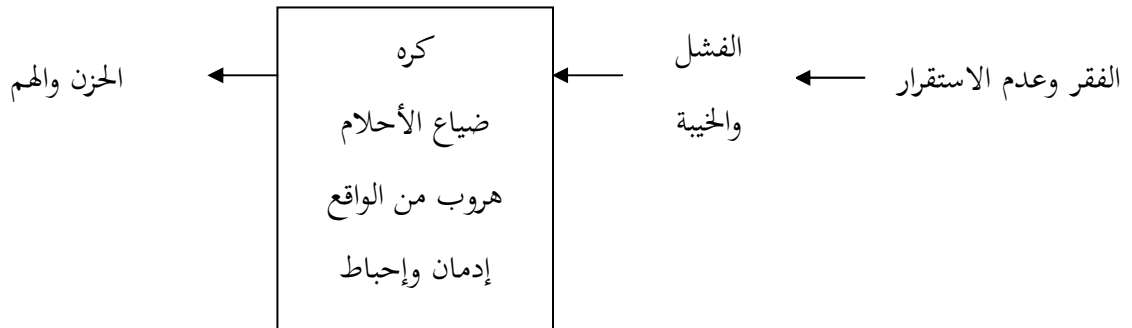 الفقر وعدم الاستقرار
الفشل
والخيبة
كره
ضياع الأحلام
هروب من الواقع
إدمان وإحباط
الحزن والهم